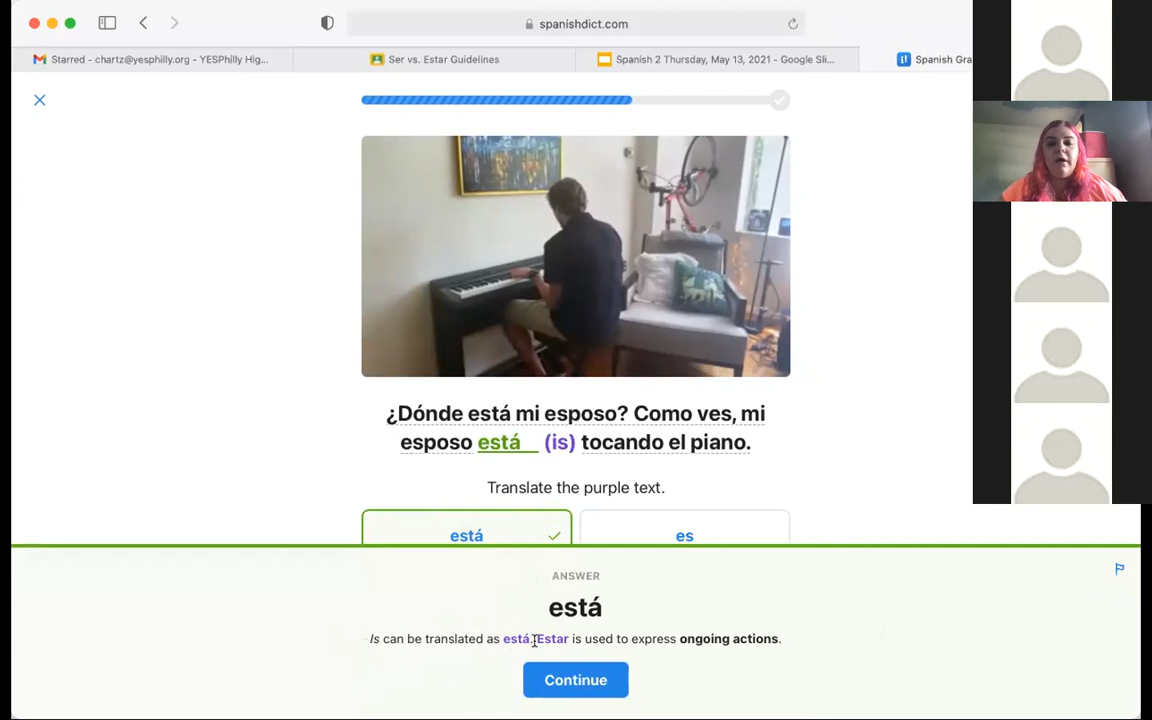 spanishdict.com
Starred - chartz@yesphilly.org - YESPhilly Hig...
Ser vs. Estar Guidelines
Spanish 2 Thursday, May 13, 2021 - Google Sli...
Spanish Gra
¿Dónde está mi esposo? Como ves, mi
esposo está (is) tocando el piano.
Translate the purple text.
está
es
ANSWER
está
Is can be translated as está. Estar is used to express ongoing actions.
Continue